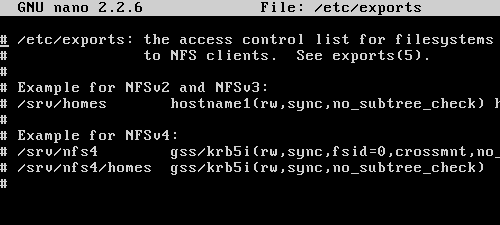 GNU nano 2.2.6 File: /etc/exports
# /etc/exports: the access control list for filesystems
# to NFS clients. See exports(5).
#
# Example for NFSv2 and NFSv3:
# /srv/homes hostname1(rw,sync,no_subtree_check) h
#
# Example for NFSv4:
# /srv/nfs4 gss/krb5i(rw,sync,fsid=0,crossmnt,no_
# /srv/nfs4/homes gss/krb5i(rw,sync,no_subtree_check)
#